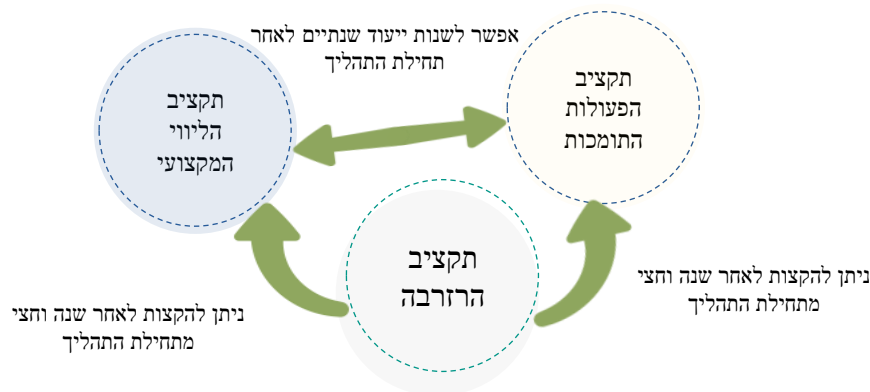 אפשר לשנות ייעוד שנתיים לאחר
תחילת התהליך
תקציב
הפעולות
התומכות
תקציב
הליווי
המקצועי
תקציב
הרזרבה
ניתן להקצות לאחר שנה וחצי
מתחילת התהליך
ניתן להקצות לאחר שנה וחצי
מתחילת התהליך